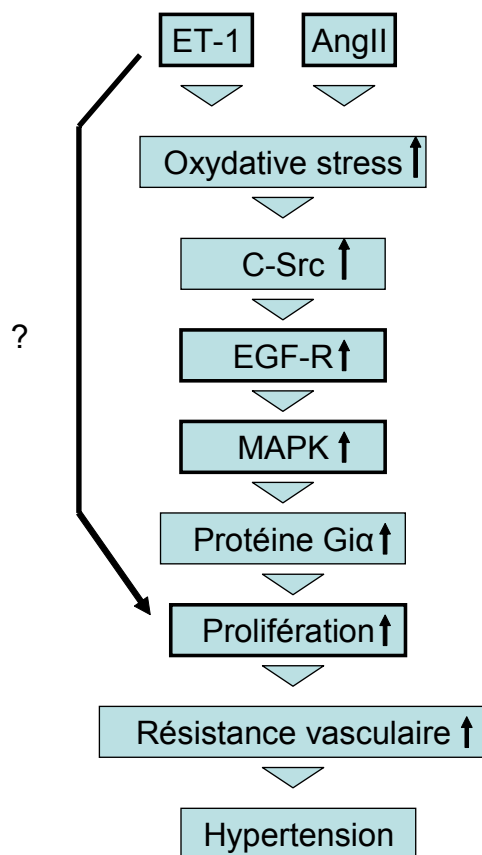 ET-1 AngII
Oxydative stress
C-Src
?
EGF-R
MAPK
Protéine Giα
Prolifération
Résistance vasculaire
Hypertension